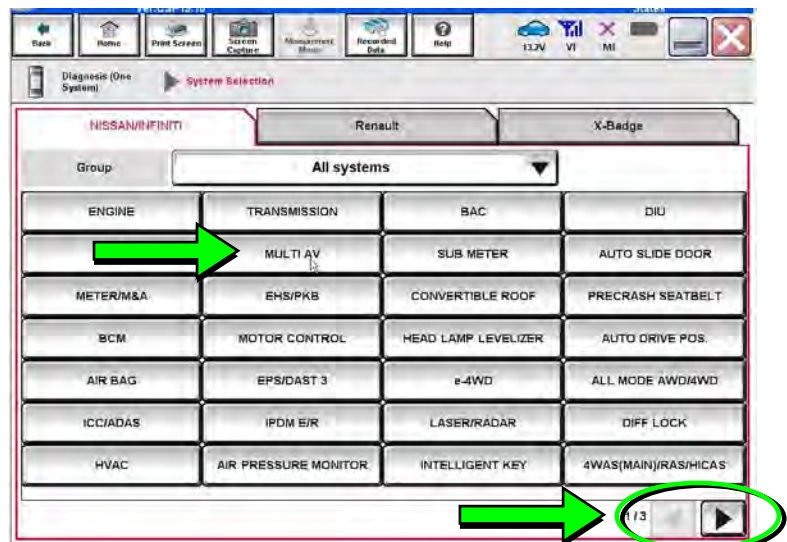 States
Back Home Print Screen Screen Capture Measurement Mode Recorded Data Help 13.2V VI MI
Diagnosis (One System) System Selection
NISSAN/INFINITI Renault X-Badge
Group All systems
ENGINE TRANSMISSION BAC DIU
MULTI AV SUB METER AUTO SLIDE DOOR
METER/M&A EHS/PKB CONVERTIBLE ROOF PRECRASH SEATBELT
BCM MOTOR CONTROL HEAD LAMP LEVELIZER AUTO DRIVE POS.
AIR BAG EPS/DAST 3 e-4WD ALL MODE AWD/4WD
ICC/ADAS IPDM E/R LASER/RADAR DIFF LOCK
HVAC AIR PRESSURE MONITOR INTELLIGENT KEY 4WAS(MAIN)/RAS/HICAS
1/3